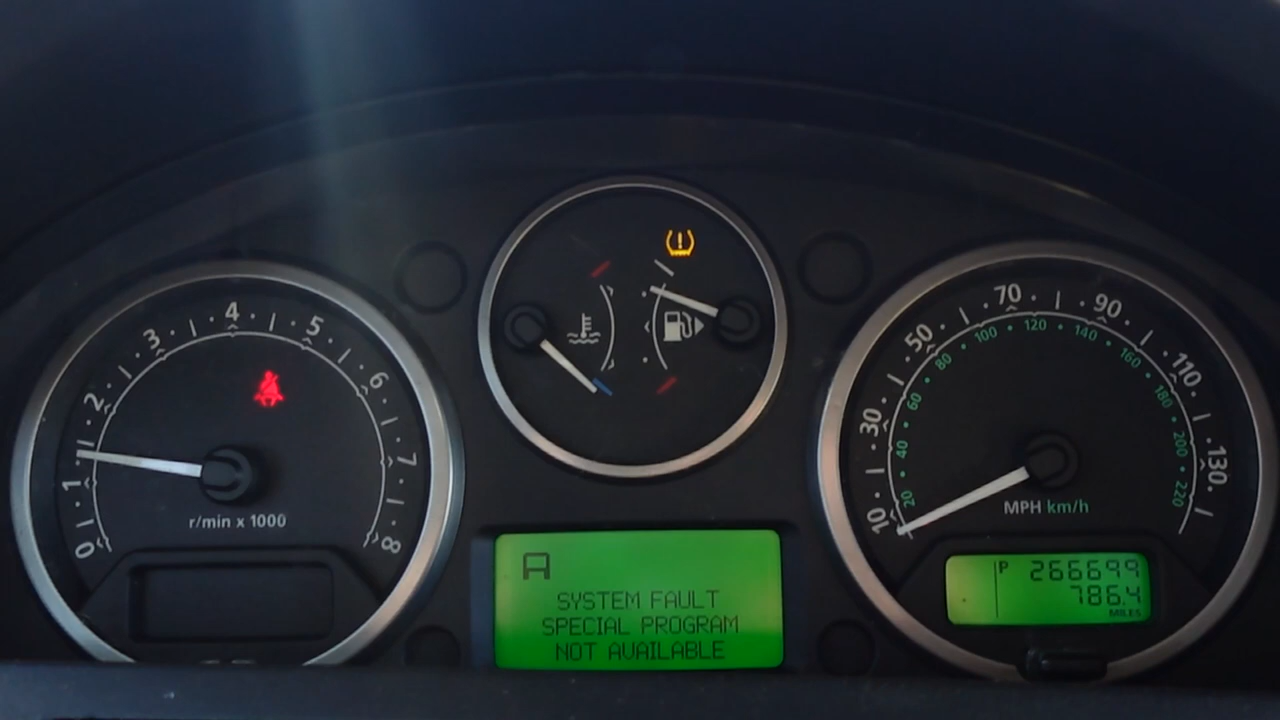 0 1 2 3 4 5 6 7 8
r/min x 1000
A
SYSTEM FAULT
SPECIAL PROGRAM
NOT AVAILABLE
10 30 50 70 90 110 130
20 40 60 80 100 120 140 160 180 200 220
MPH km/h
P 266699
786.4
MILES